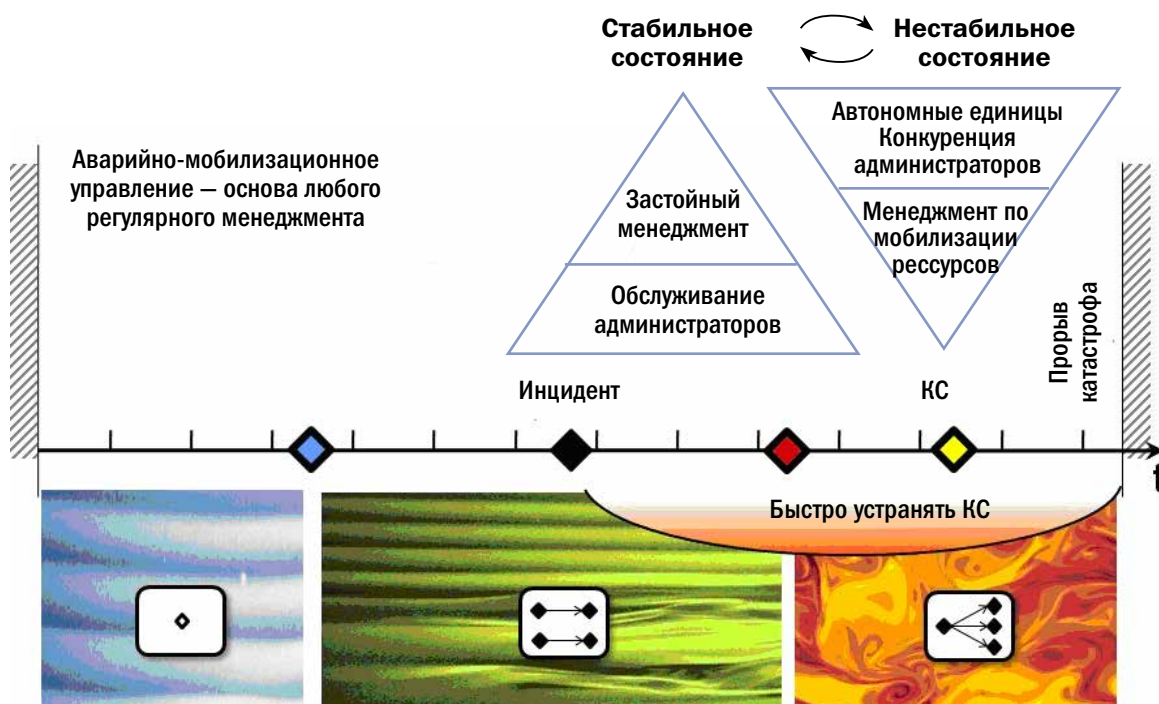 Стабильное
состояние
Нестабильное
состояние
Аварийно-мобилизационное
управление — основа любого
регулярного менеджмента
Застойный
менеджмент
Обслуживание
администраторов
Автономные единицы
Конкуренция
администраторов
Менеджмент по
мобилизации
рессурсов
Прорыв
катастрофа
Инцидент
КС
t
Быстро устранять КС